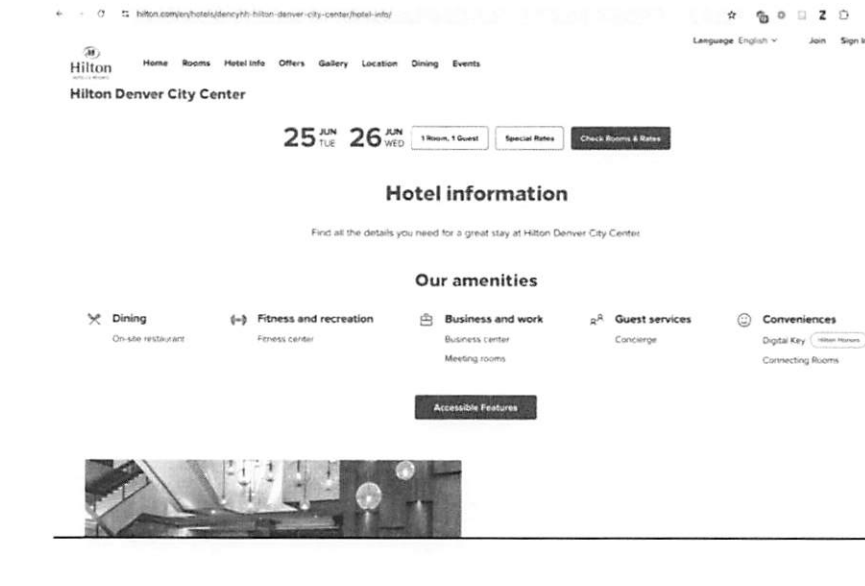 hilton.com/en/hotels/dencyhh-hilton-denver-city-center/hotel-info/
Language English Join Sign In
Hilton
HOTELS & RESORTS
Home Rooms Hotel Info Offers Gallery Location Dining Events
Hilton Denver City Center
25 JUN TUE 26 JUN WED 1 Room, 1 Guest Special Rates Check Rooms & Rates
Hotel information
Find all the details you need for a great stay at Hilton Denver City Center
Our amenities
Dining
On-site restaurant
Fitness and recreation
Fitness center
Business and work
Business center
Meeting rooms
Guest services
Concierge
Conveniences
Digital Key Hilton Honors
Connecting Rooms
Accessible Features